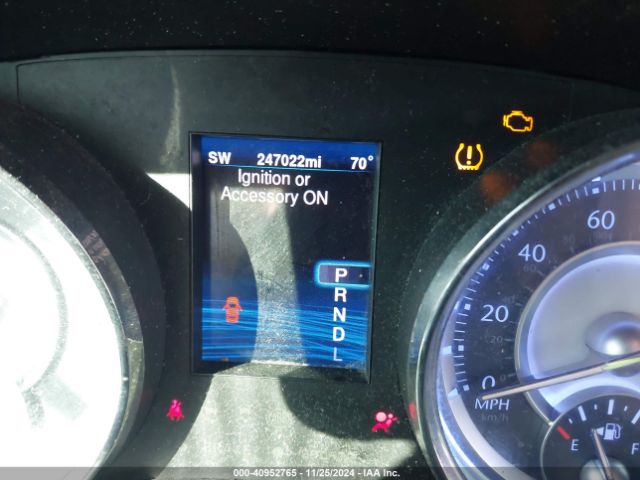 SW 247022mi 70°
Ignition or
Accessory ON
P
R
N
D
L
60
40
20
0
MPH
km/h
E F
000-40952765 - 11/25/2024 - IAA Inc.